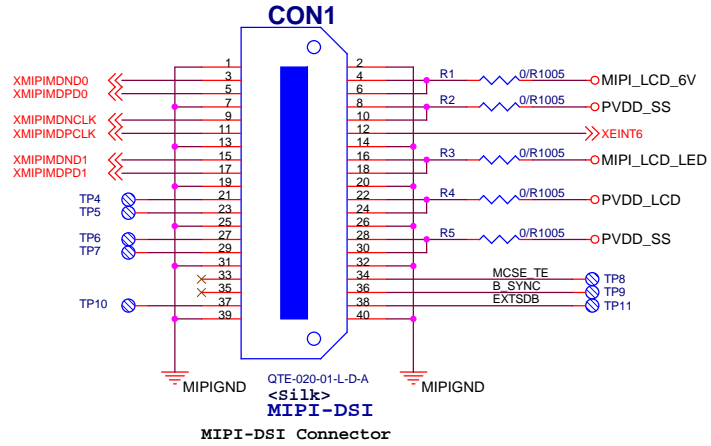 CON1
1 2
XMIPIMDND0 3 4 R1 0/R1005 MIPI_LCD_6V
XMIPIMDPD0 5 6
7 8 R2 0/R1005 PVDD_SS
XMIPIMDNCLK 9 10
XMIPIMDPCLK 11 12 XEINT6
13 14
XMIPIMDND1 15 16 R3 0/R1005 MIPI_LCD_LED
XMIPIMDPD1 17 18
19 20
TP4 21 22 R4 0/R1005 PVDD_LCD
TP5 23 24
25 26
TP6 27 28 R5 0/R1005 PVDD_SS
TP7 29 30
31 32
33 34 MCSE_TE TP8
35 36 B_SYNC TP9
TP10 37 38 EXTSDB TP11
39 40
MIPIGND MIPIGND
QTE-020-01-L-D-A
<Silk>
MIPI-DSI
MIPI-DSI Connector